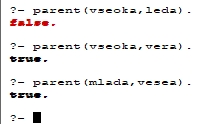 ?- parent(vseoka,leda).
false.
?- parent(vseoka,vera).
true.
?- parent(mlada,vesea).
true.
?-